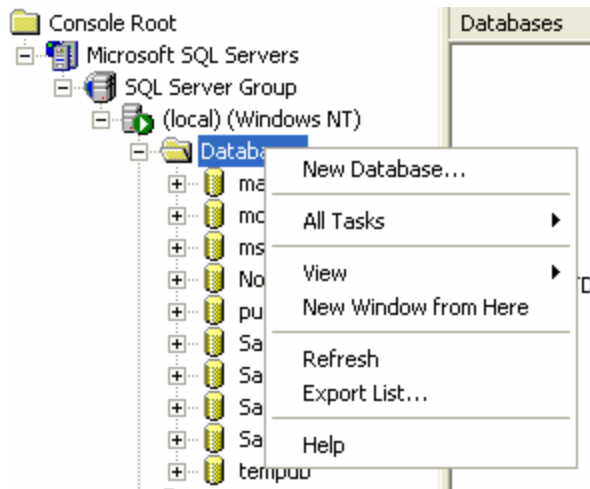 Console Root
Databases
Microsoft SQL Servers
SQL Server Group
(local) (Windows NT)
New Database...
All Tasks
View
New Window from Here
Refresh
Export List...
Help